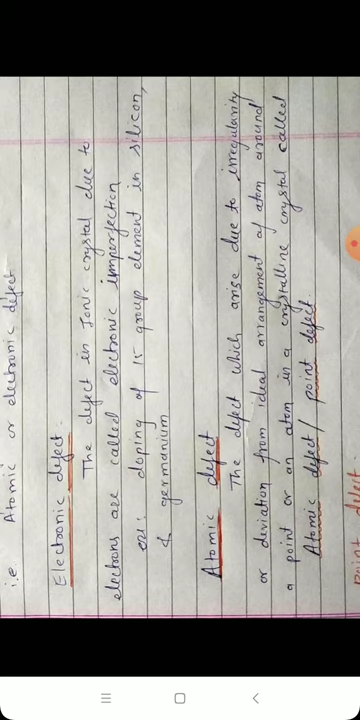 i.e Atomic or electronic defect
Electronic defect.
The defect in Ionic crystal due to
electrons are called electronic imperfection
ex:. doping of 15 group element in silicon,
& germanium
Atomic defect
The defect which arise due to irregularity
or deviation from ideal arrangement of atom around
a point or an atom in a crystalline crystal called
Atomic defect/ point defect
Point defect.